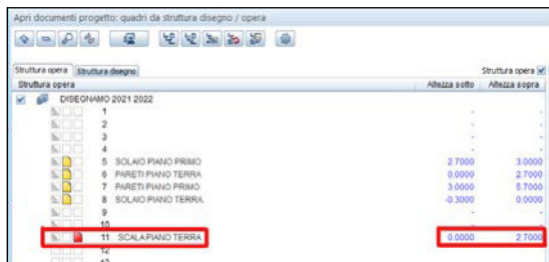 Apri documenti progetto: quadri da struttura disegno / opera
Struttura opera Struttura disegno Struttura opera
Struttura opera Altezza sotto Altezza sopra
DISEGNAMO 2021 2022
1 - -
2 - -
3 - -
4 - -
5 SOLAIO PIANO PRIMO 2.7000 3.0000
6 PARETI PIANO TERRA 0.0000 2.7000
7 PARETI PIANO PRIMO 3.0000 5.7000
8 SOLAIO PIANO TERRA. -0.3000 0.0000
9 - -
10
11 SCALA PIANO TERRA 0.0000 2.7000
12
13